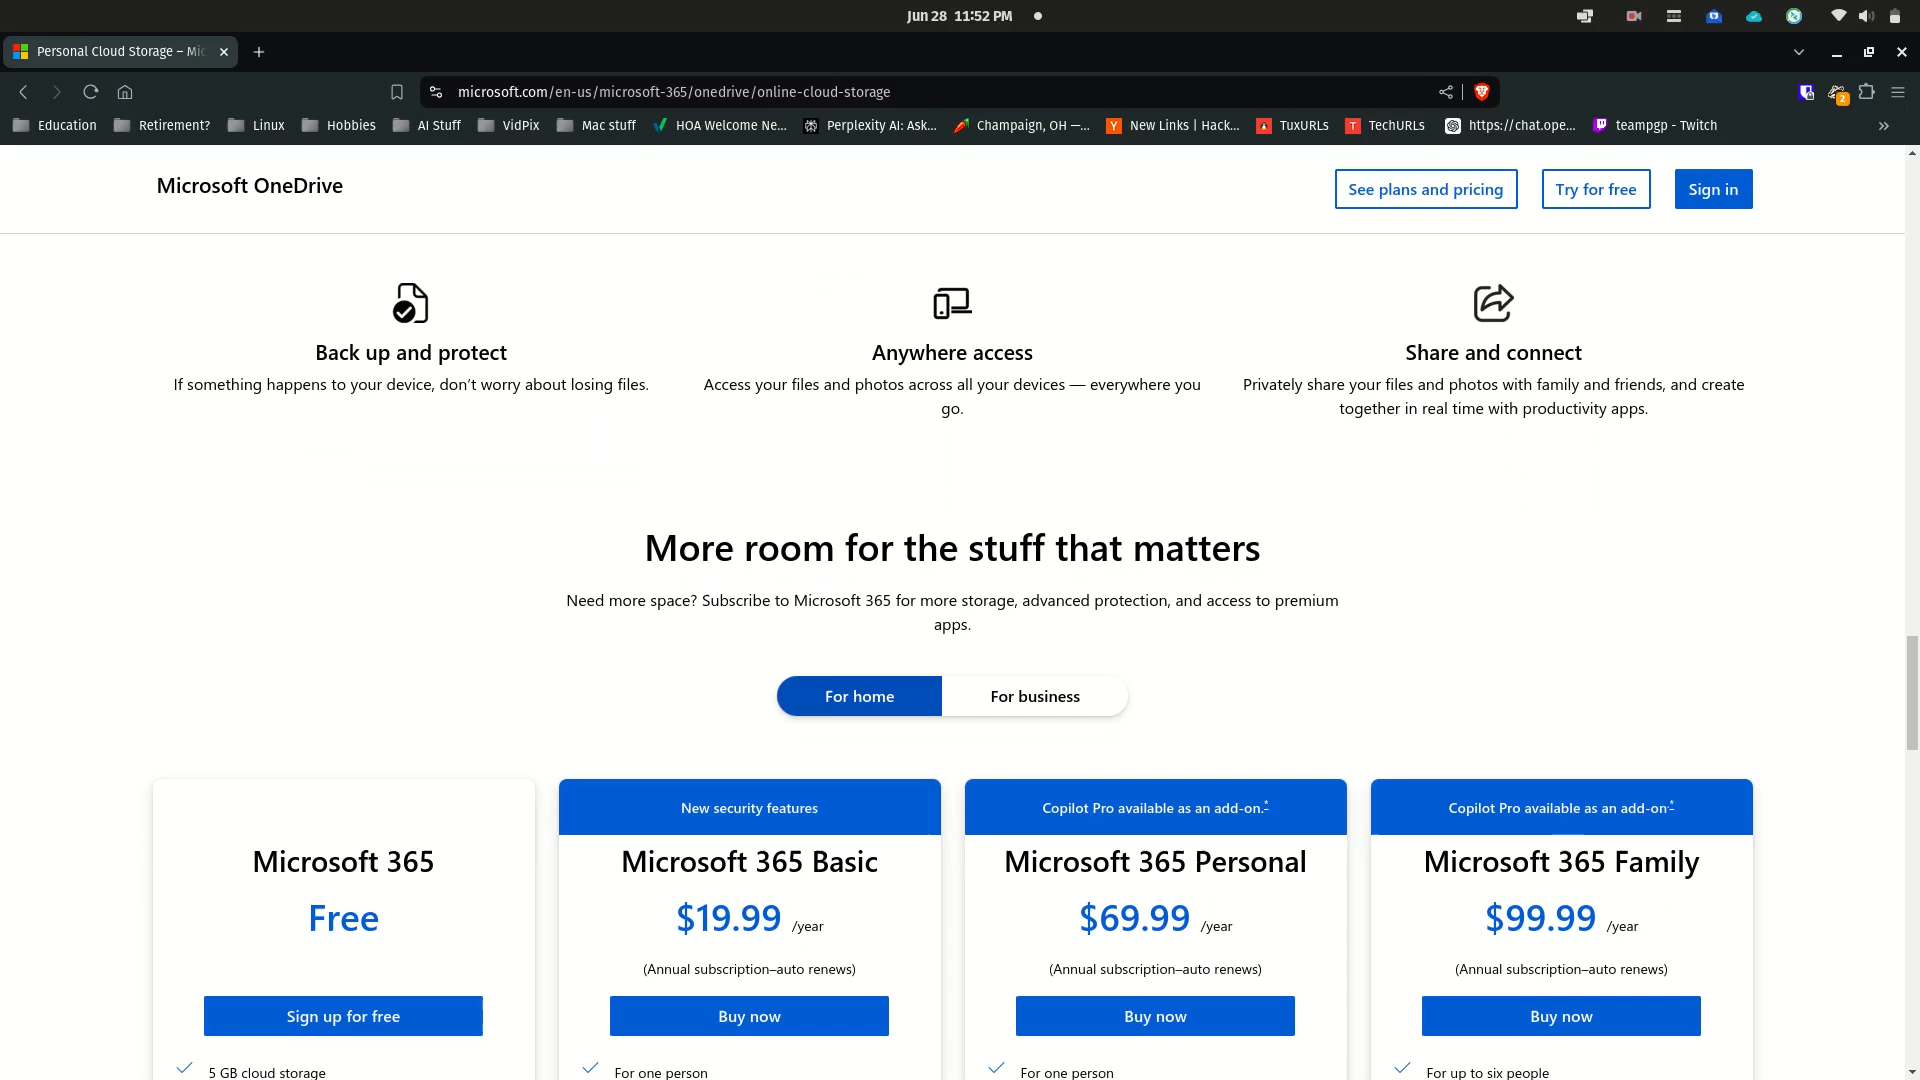 Jun 28 11:52 PM
Personal Cloud Storage – Mic
microsoft.com/en-us/microsoft-365/onedrive/online-cloud-storage
2
Education Retirement? Linux Hobbies AI Stuff VidPix Mac stuff HOA Welcome Ne... Perplexity AI: Ask... Champaign, OH —... Y New Links | Hack... TuxURLs T TechURLs https://chat.ope... teampgp - Twitch
Microsoft OneDrive
See plans and pricing
Try for free
Sign in
Back up and protect
If something happens to your device, don’t worry about losing files.
Anywhere access
Access your files and photos across all your devices — everywhere you
go.
Share and connect
Privately share your files and photos with family and friends, and create
together in real time with productivity apps.
More room for the stuff that matters
Need more space? Subscribe to Microsoft 365 for more storage, advanced protection, and access to premium
apps.
For home
For business
Microsoft 365
Free
Sign up for free
5 GB cloud storage
New security features
Microsoft 365 Basic
$19.99 /year
(Annual subscription–auto renews)
Buy now
For one person
Copilot Pro available as an add-on.*
Microsoft 365 Personal
$69.99 /year
(Annual subscription–auto renews)
Buy now
For one person
Copilot Pro available as an add-on*
Microsoft 365 Family
$99.99 /year
(Annual subscription–auto renews)
Buy now
For up to six people